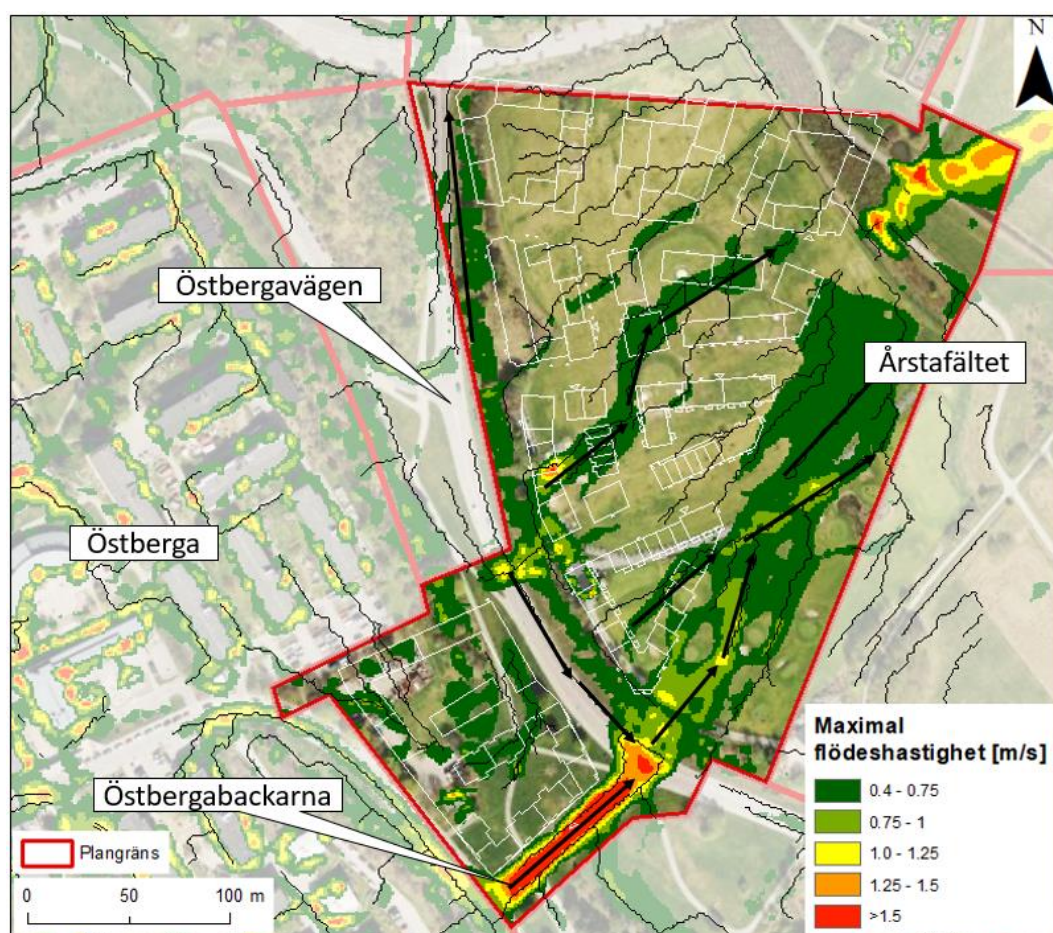 N
Östbergavägen
Årstafältet
Östberga
Östbergabackarna
Plangräns
0 50 100 m
Maximal
flödeshastighet [m/s]
0.4 - 0.75
0.75 - 1
1.0 - 1.25
1.25 - 1.5
>1.5